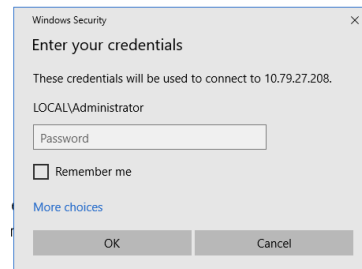 Windows Security
Enter your credentials
These credentials will be used to connect to 10.79.27.208.
LOCAL\Administrator
Password
Remember me
More choices
OK Cancel